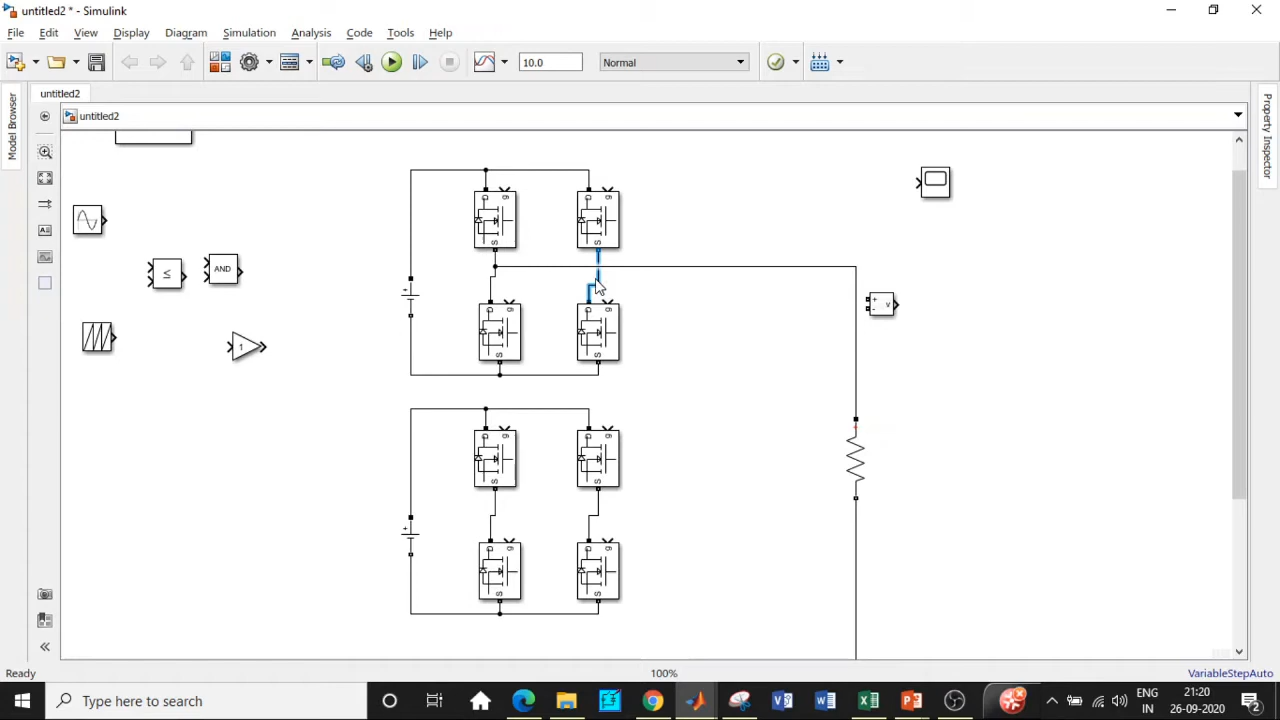 untitled2 * - Simulink
File Edit View Display Diagram Simulation Analysis Code Tools Help
10.0 Normal
untitled2
untitled2
Model Browser
Property Inspector
≤
AND
1
D g S
D g S
D g S
D g S
+
+
- v
+
D g S
D g S
D g S
D g S
+
Ready 100% VariableStepAuto
Type here to search
ENG 21:20
IN 26-09-2020
2